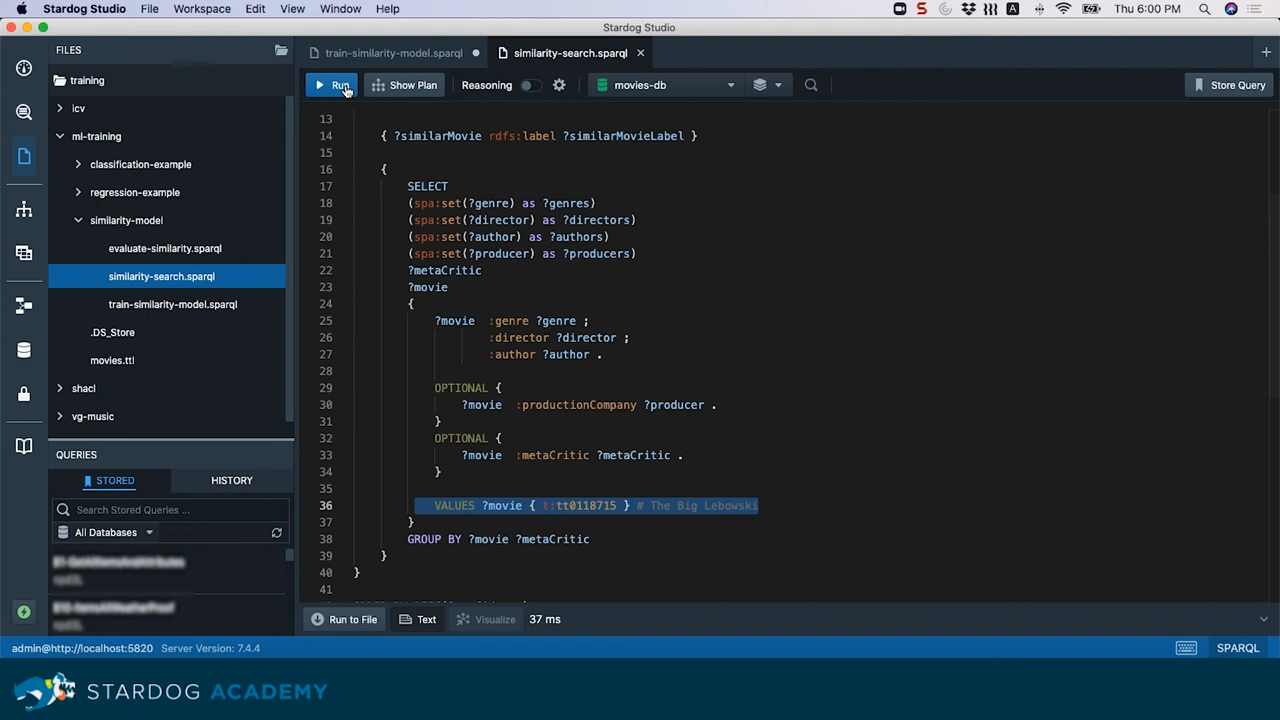 Stardog Studio File Workspace Edit View Window Help Thu 6:00 PM
Stardog Studio
FILES
train-similarity-model.sparql
similarity-search.sparql
training
Run
Show Plan
Reasoning
movies-db
Store Query
icv
ml-training
classification-example
regression-example
similarity-model
evaluate-similarity.sparql
similarity-search.sparql
train-similarity-model.sparql
.DS_Store
movies.ttl
shacl
vg-music
13
14 { ?similarMovie rdfs:label ?similarMovieLabel }
15
16 {
17 SELECT
18 (spa:set(?genre) as ?genres)
19 (spa:set(?director) as ?directors)
20 (spa:set(?author) as ?authors)
21 (spa:set(?producer) as ?producers)
22 ?metaCritic
23 ?movie
24 {
25 ?movie :genre ?genre ;
26 :director ?director ;
27 :author ?author .
28
29 OPTIONAL {
30 ?movie :productionCompany ?producer .
31 }
32 OPTIONAL {
33 ?movie :metaCritic ?metaCritic .
34 }
35
36 VALUES ?movie { t:tt0118715 } # The Big Lebowski
37 }
38 GROUP BY ?movie ?metaCritic
39 }
40 }
41
QUERIES
STORED
HISTORY
Search Stored Queries ...
All Databases
Run to File
Text
Visualize
37 ms
admin@http://localhost:5820 Server Version: 7.4.4
SPARQL
STARDOG ACADEMY